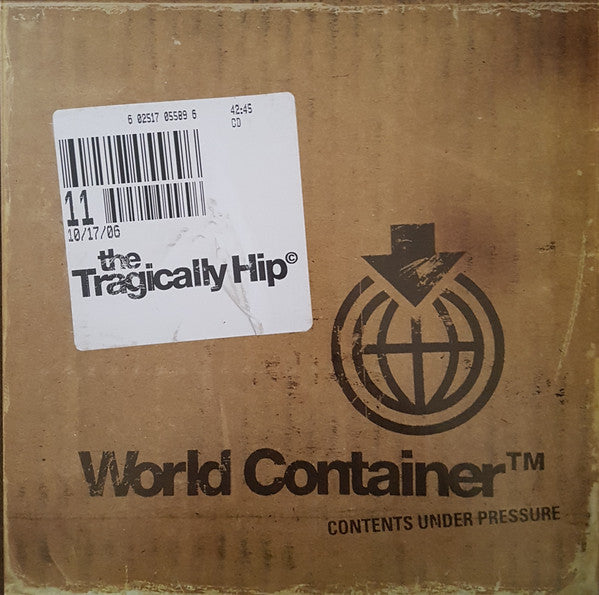 6 02517 05589 6
42:45
CD
11
10/17/06
the
Tragically Hip©
World Container™
CONTENTS UNDER PRESSURE